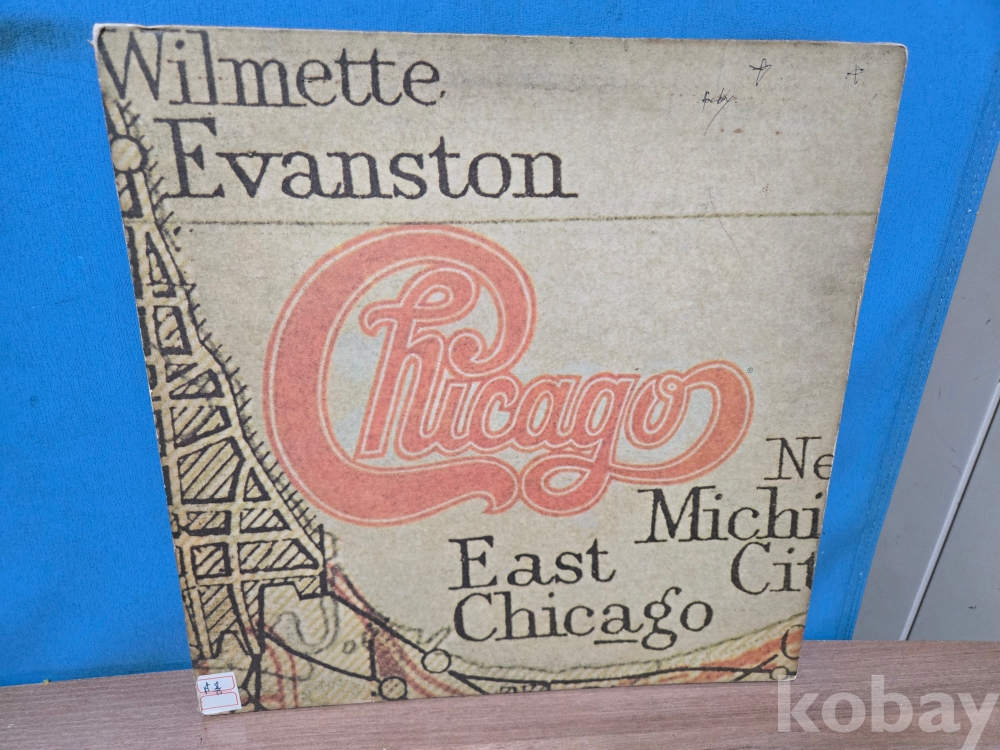 Wilmette
Evanston
Chicago
®
Ne
Michi
Cit
East
Chicago
kobay